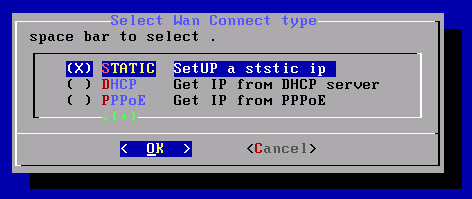 Select Wan Connect type
space bar to select .
(X) STATIC SetUP a ststic ip
( ) DHCP Get IP from DHCP server
( ) PPPoE Get IP from PPPoE
↓(+)
< OK > <Cancel>